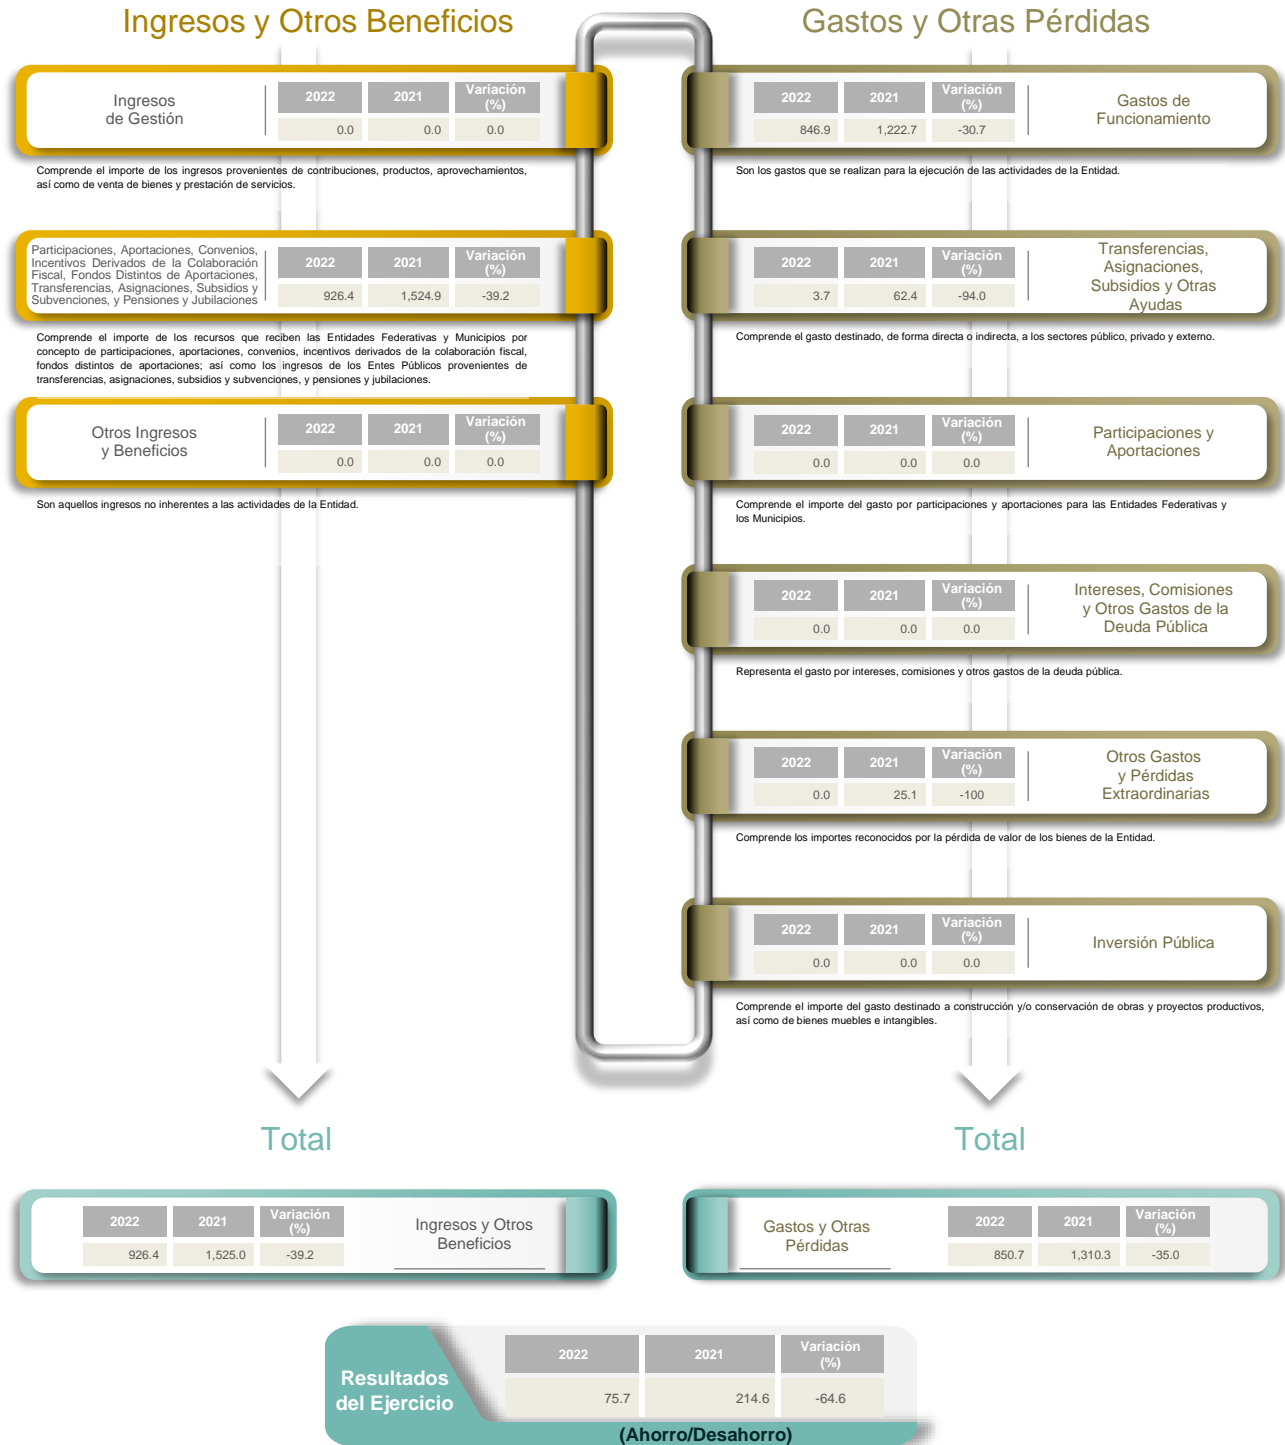 Ingresos y Otros Beneficios
Ingresos
de Gestión
2022 2021 Variación
(%)
0.0 0.0 0.0
Comprende el importe de los ingresos provenientes de contribuciones, productos, aprovechamientos,
así como de venta de bienes y prestación de servicios.
Participaciones, Aportaciones, Convenios,
Incentivos Derivados de la Colaboración
Fiscal, Fondos Distintos de Aportaciones,
Transferencias, Asignaciones, Subsidios y
Subvenciones, y Pensiones y Jubilaciones
2022 2021 Variación
(%)
926.4 1,524.9 -39.2
Comprende el importe de los recursos que reciben las Entidades Federativas y Municipios por
concepto de participaciones, aportaciones, convenios, incentivos derivados de la colaboración fiscal,
fondos distintos de aportaciones; así como los ingresos de los Entes Públicos provenientes de
transferencias, asignaciones, subsidios y subvenciones, y pensiones y jubilaciones.
Otros Ingresos
y Beneficios
2022 2021 Variación
(%)
0.0 0.0 0.0
Son aquellos ingresos no inherentes a las actividades de la Entidad.
Gastos y Otras Pérdidas
2022 2021 Variación
(%)
846.9 1,222.7 -30.7
Gastos de
Funcionamiento
Son los gastos que se realizan para la ejecución de las actividades de la Entidad.
2022 2021 Variación
(%)
3.7 62.4 -94.0
Transferencias,
Asignaciones,
Subsidios y Otras
Ayudas
Comprende el gasto destinado, de forma directa o indirecta, a los sectores público, privado y externo.
2022 2021 Variación
(%)
0.0 0.0 0.0
Participaciones y
Aportaciones
Comprende el importe del gasto por participaciones y aportaciones para las Entidades Federativas y
los Municipios.
2022 2021 Variación
(%)
0.0 0.0 0.0
Intereses, Comisiones
y Otros Gastos de la
Deuda Pública
Representa el gasto por intereses, comisiones y otros gastos de la deuda pública.
2022 2021 Variación
(%)
0.0 25.1 -100
Otros Gastos
y Pérdidas
Extraordinarias
Comprende los importes reconocidos por la pérdida de valor de los bienes de la Entidad.
2022 2021 Variación
(%)
0.0 0.0 0.0
Inversión Pública
Comprende el importe del gasto destinado a construcción y/o conservación de obras y proyectos productivos,
así como de bienes muebles e intangibles.
Total
2022 2021 Variación
(%)
926.4 1,525.0 -39.2
Ingresos y Otros
Beneficios
Total
Gastos y Otras
Pérdidas
2022 2021 Variación
(%)
850.7 1,310.3 -35.0
Resultados
del Ejercicio
2022 2021 Variación
(%)
75.7 214.6 -64.6
(Ahorro/Desahorro)